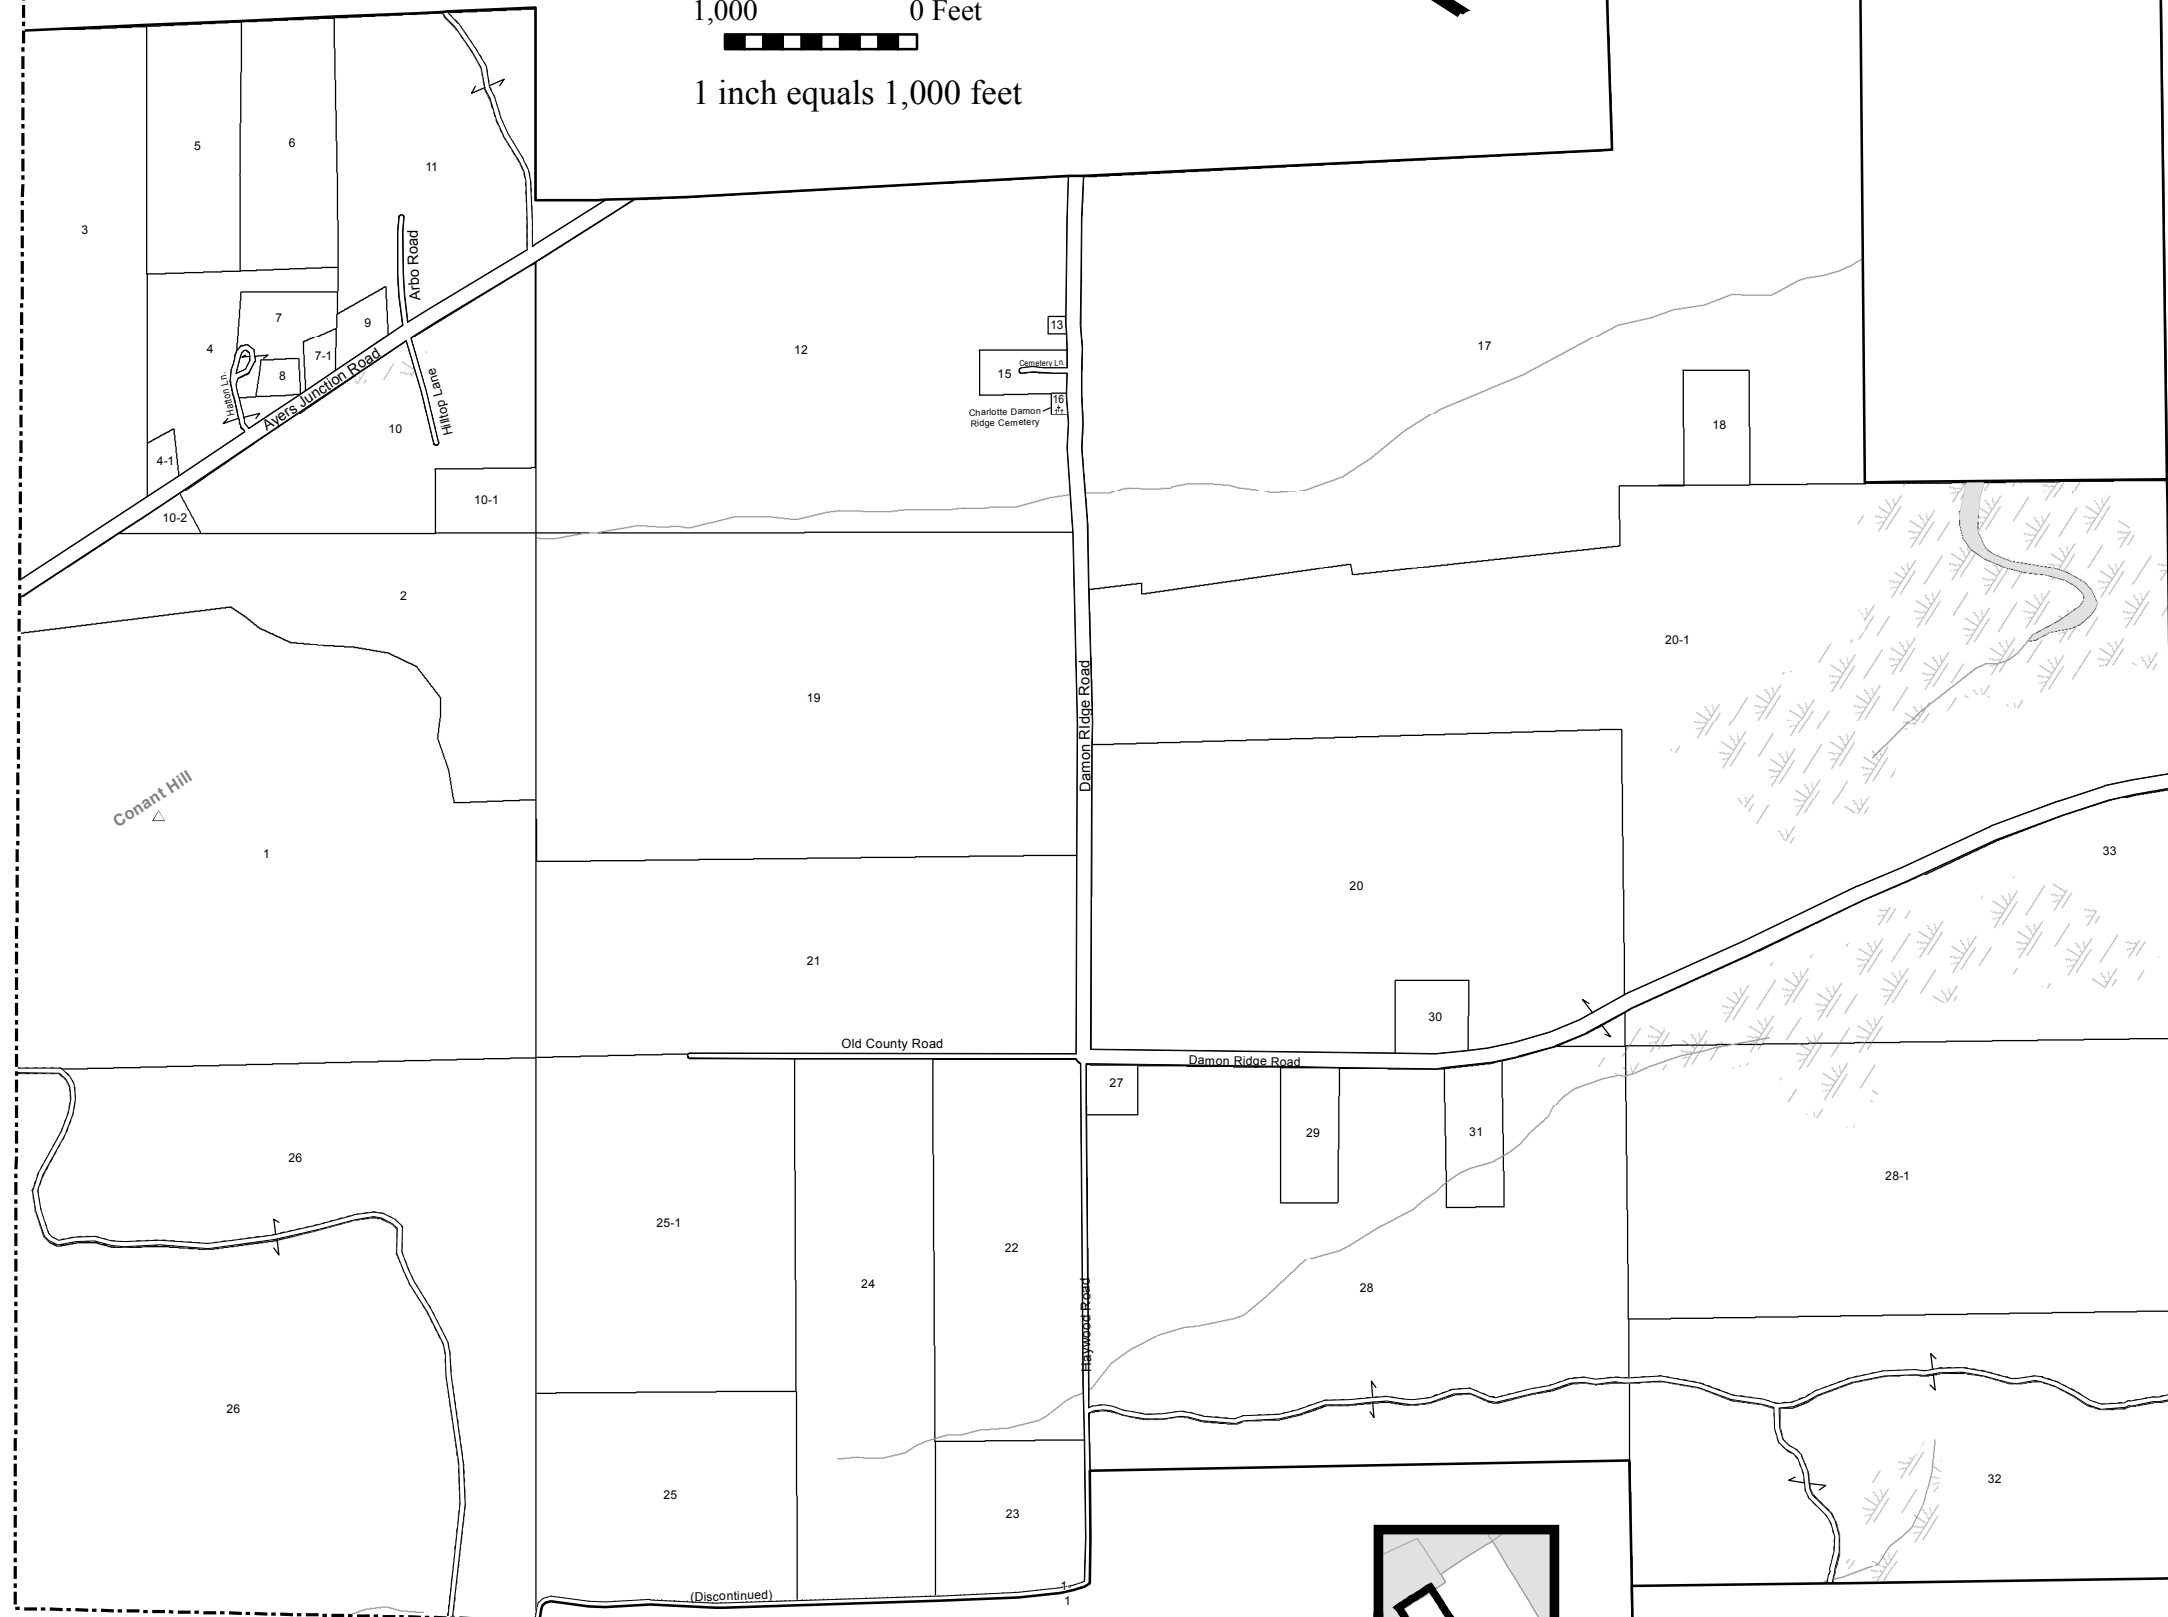 1,000 0 Feet
1 inch equals 1,000 feet
5
6
11
3
Arbo Road
7
9
13
4
7-1
12
17
Cemetery Ln.
15
8
Hatton Ln.
Ayers Junction Road
Hilltop Lane
16
Charlotte Damon
Ridge Cemetery
18
10
4-1
10-1
10-2
2
20-1
19
Damon RIdge Road
Conant Hill
1
33
20
21
30
Old County Road
Damon Ridge Road
27
29
31
26
28-1
25-1
22
24
28
Haywood Road
26
32
25
23
(Discontinued)
1
1